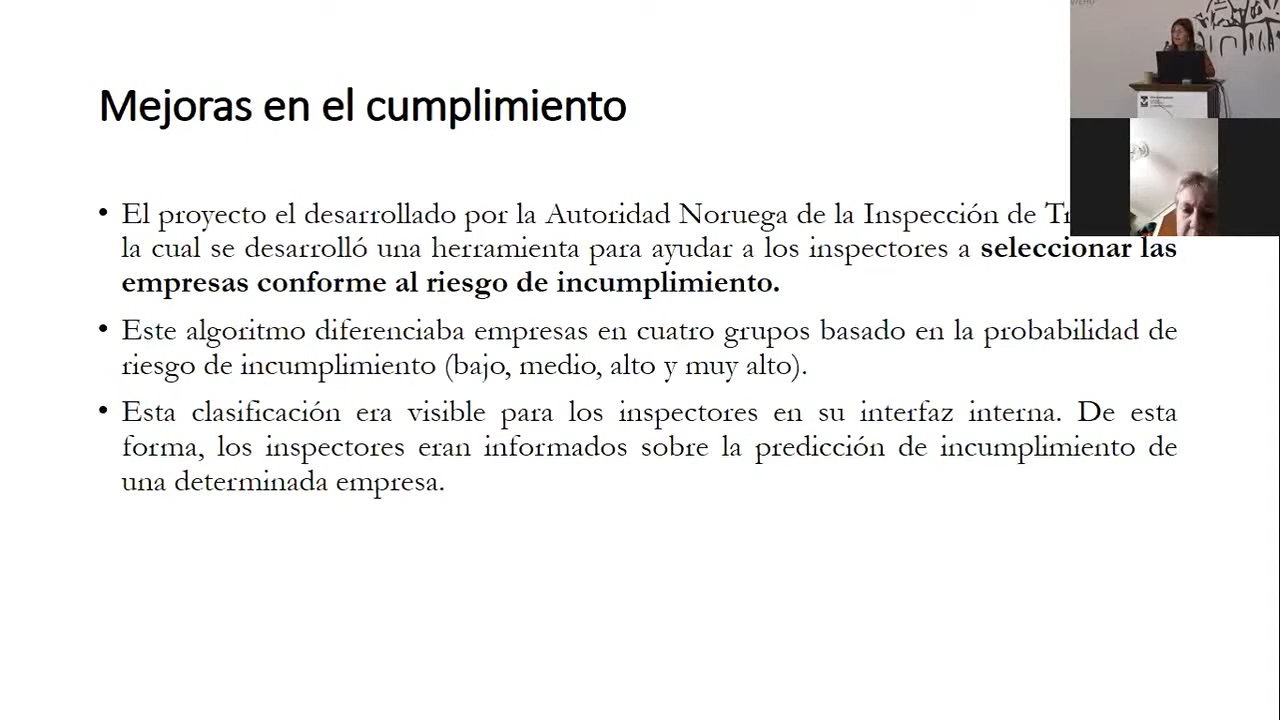 Mejoras en el cumplimiento
• El proyecto el desarrollado por la Autoridad Noruega de la Inspección de
la cual se desarrolló una herramienta para ayudar a los inspectores a seleccionar las
empresas conforme al riesgo de incumplimiento.
• Este algoritmo diferenciaba empresas en cuatro grupos basado en la probabilidad de
riesgo de incumplimiento (bajo, medio, alto y muy alto).
• Esta clasificación era visible para los inspectores en su interfaz interna. De esta
forma, los inspectores eran informados sobre la predicción de incumplimiento de
una determinada empresa.